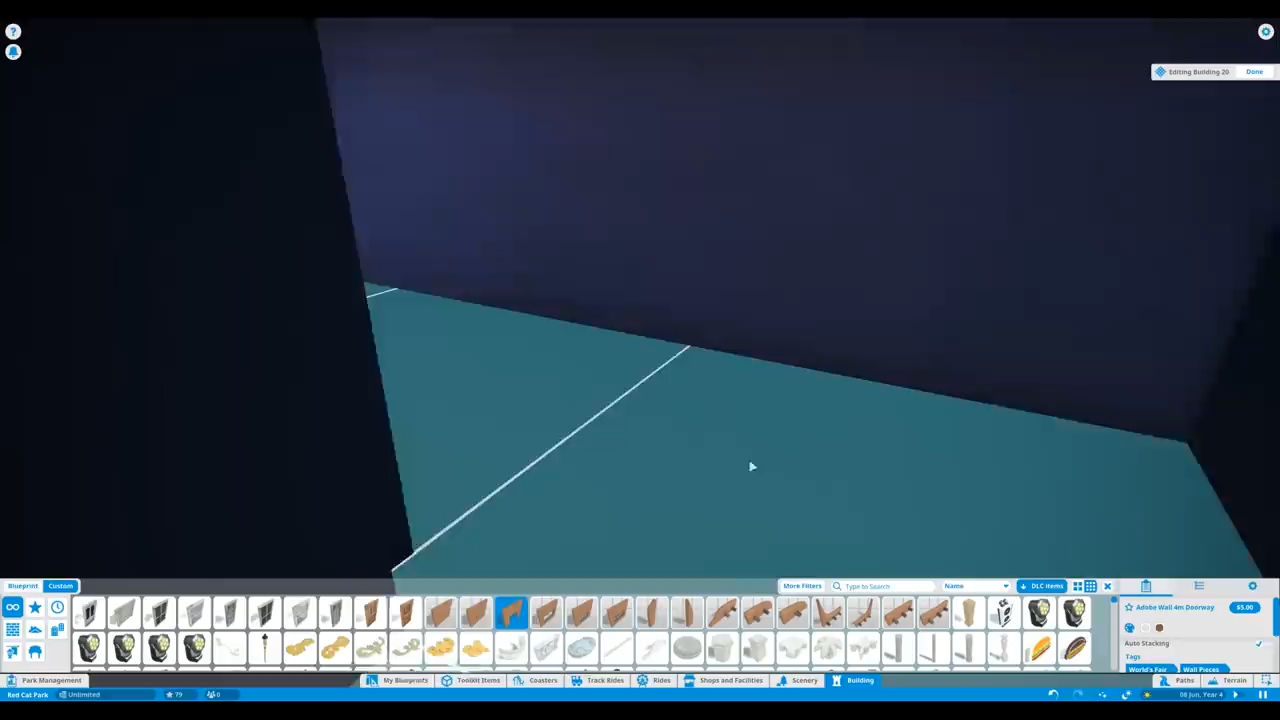 ?
Editing Building 20 Done
Blueprint Custom More Filters Type to Search Name DLC Items
Adobe Wall 4m Doorway $5.00
Auto Stacking
Tags
World's Fair Wall Pieces
Park Management My Blueprints Toolkit Items Coasters Track Rides Rides Shops and Facilities Scenery Building Paths Terrain
Red Cat Park Unlimited 79 0 08 Jun, Year 4